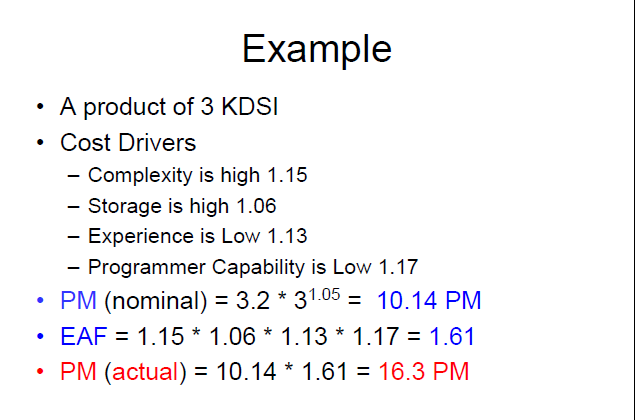 Example
• A product of 3 KDSI
• Cost Drivers
– Complexity is high 1.15
– Storage is high 1.06
– Experience is Low 1.13
– Programmer Capability is Low 1.17
• PM (nominal) = 3.2 * 3^1.05 = 10.14 PM
• EAF = 1.15 * 1.06 * 1.13 * 1.17 = 1.61
• PM (actual) = 10.14 * 1.61 = 16.3 PM